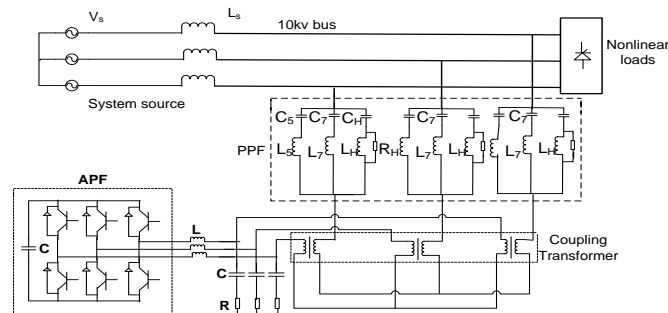 Vs Ls
10kv bus
Nonlinear
loads
System source
C5 C7 CH C7 C7
PPF
L5 L7 LH RH L7 LH L7 LH
APF
L
C
C
R
Coupling
Transformer